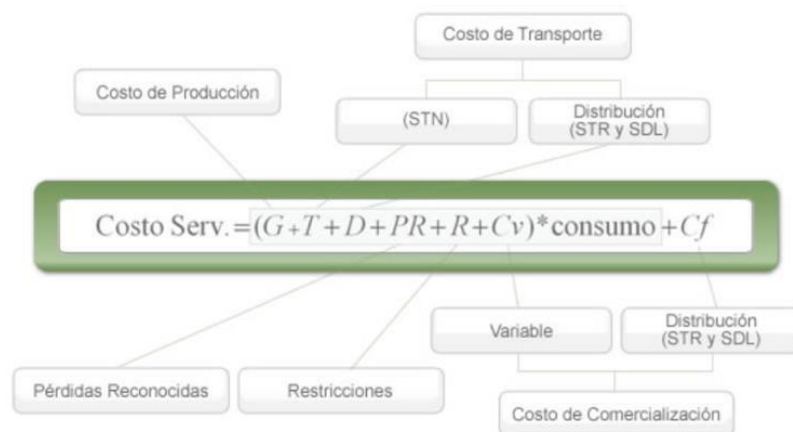 Costo de Transporte
Costo de Producción
(STN)
Distribución
(STR y SDL)
Costo Serv.=(G+T+D+PR+R+Cv)*consumo+Cf
Variable
Distribución
(STR y SDL)
Pérdidas Reconocidas
Restricciones
Costo de Comercialización